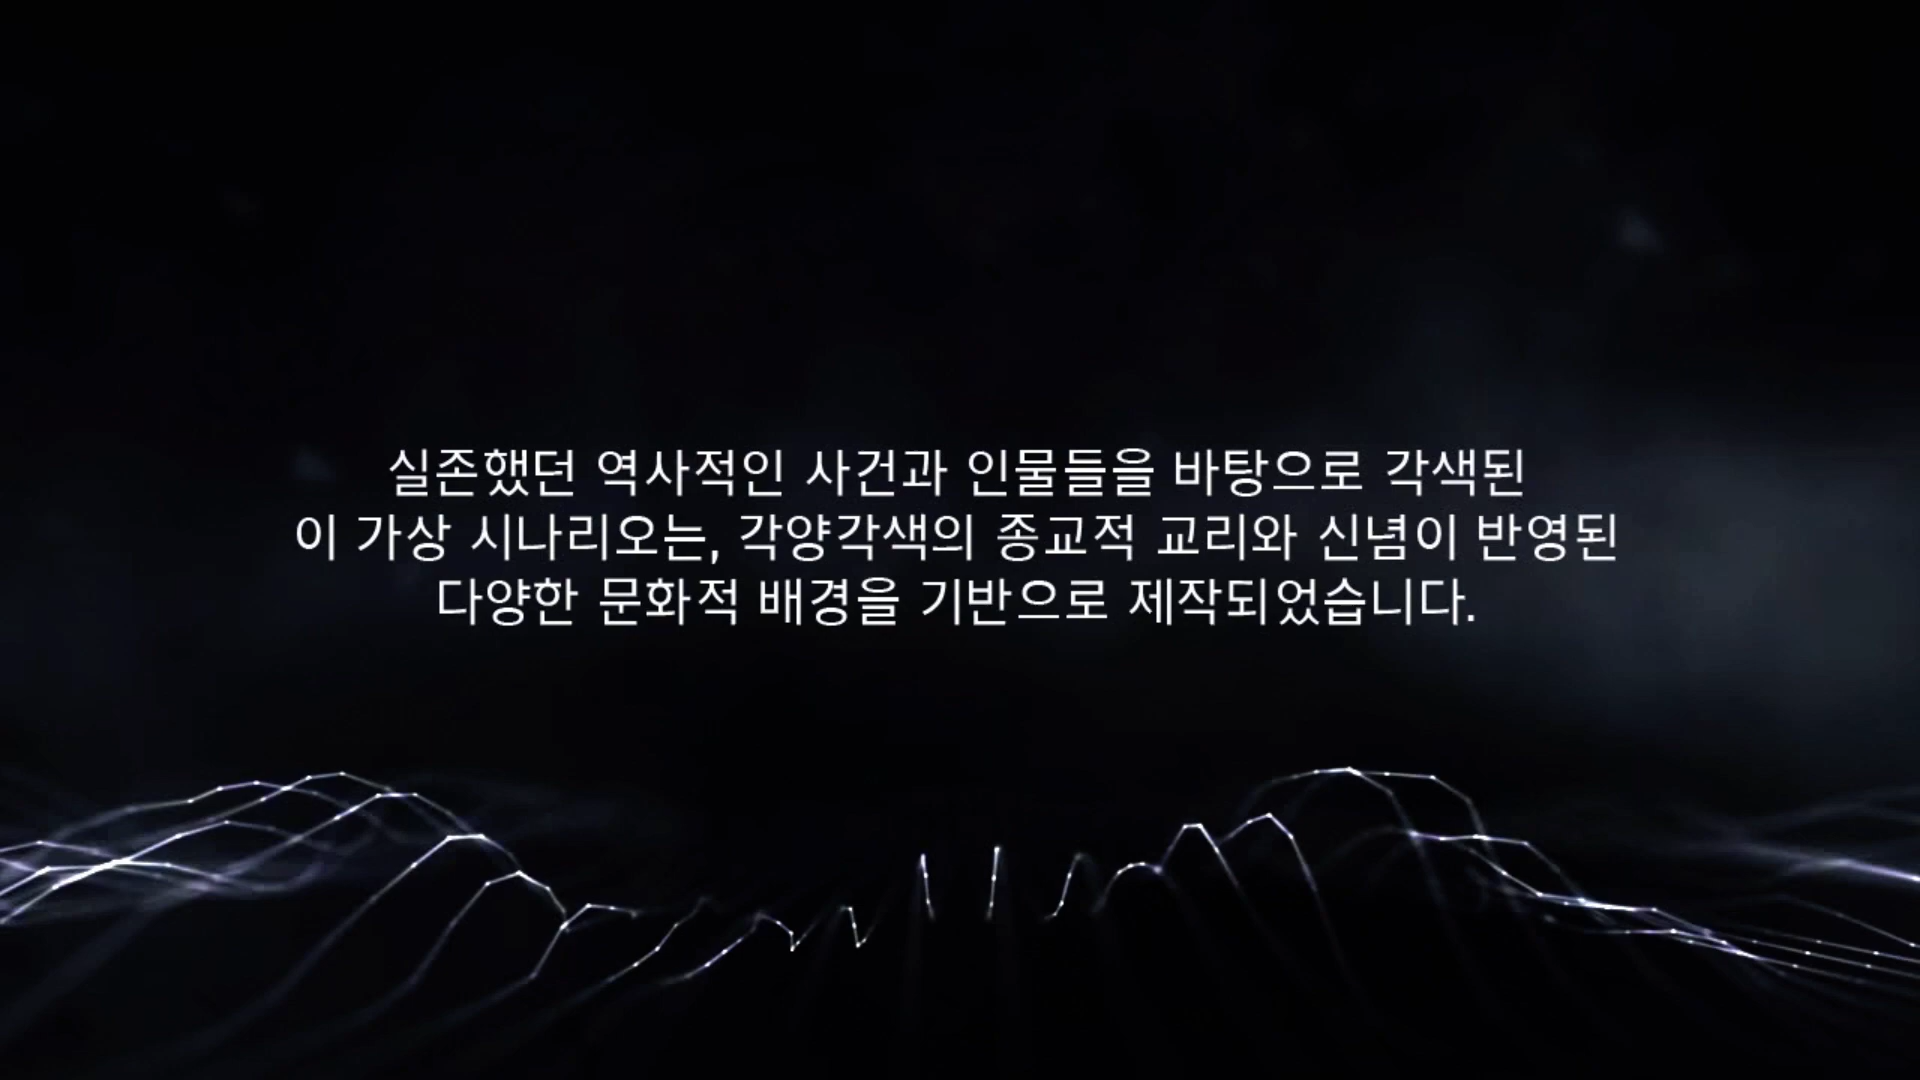 실존했던 역사적인 사건과 인물들을 바탕으로 각색된
이 가상 시나리오는, 각양각색의 종교적 교리와 신념이 반영된
다양한 문화적 배경을 기반으로 제작되었습니다.